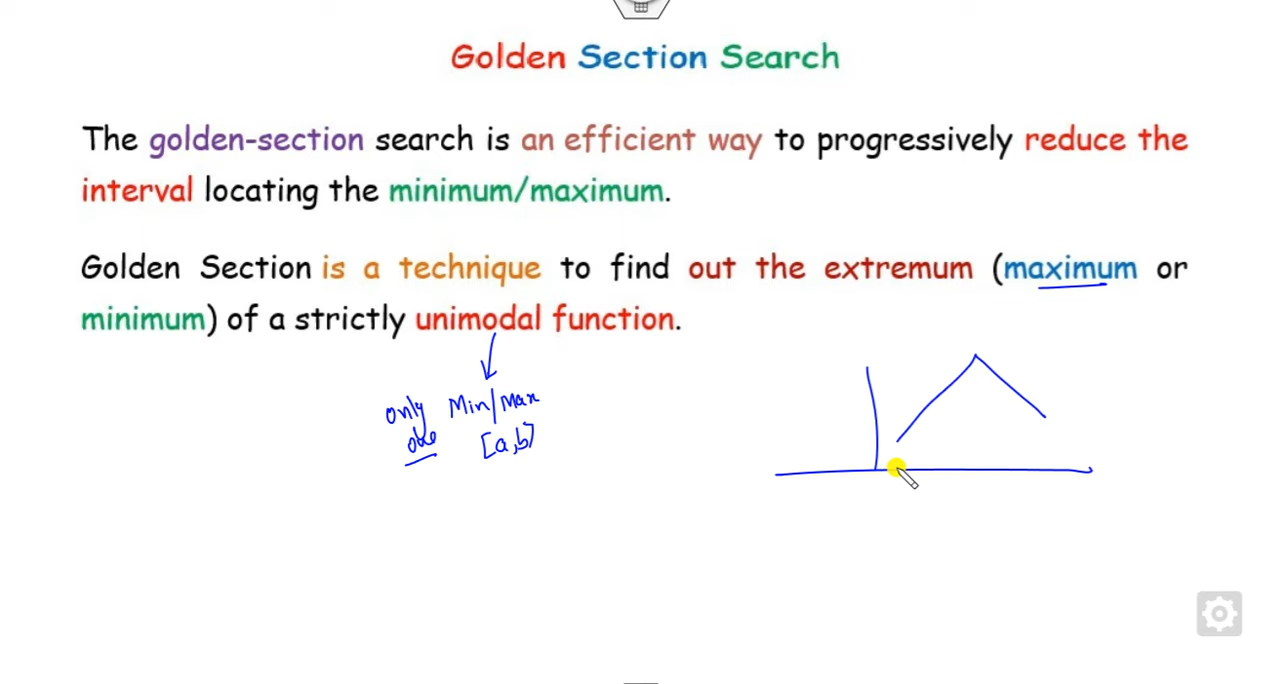 Golden Section Search
The golden-section search is an efficient way to progressively reduce the
interval locating the minimum/maximum.
Golden Section is a technique to find out the extremum (maximum or
minimum) of a strictly unimodal function.
only Min/Max
one [a,b]